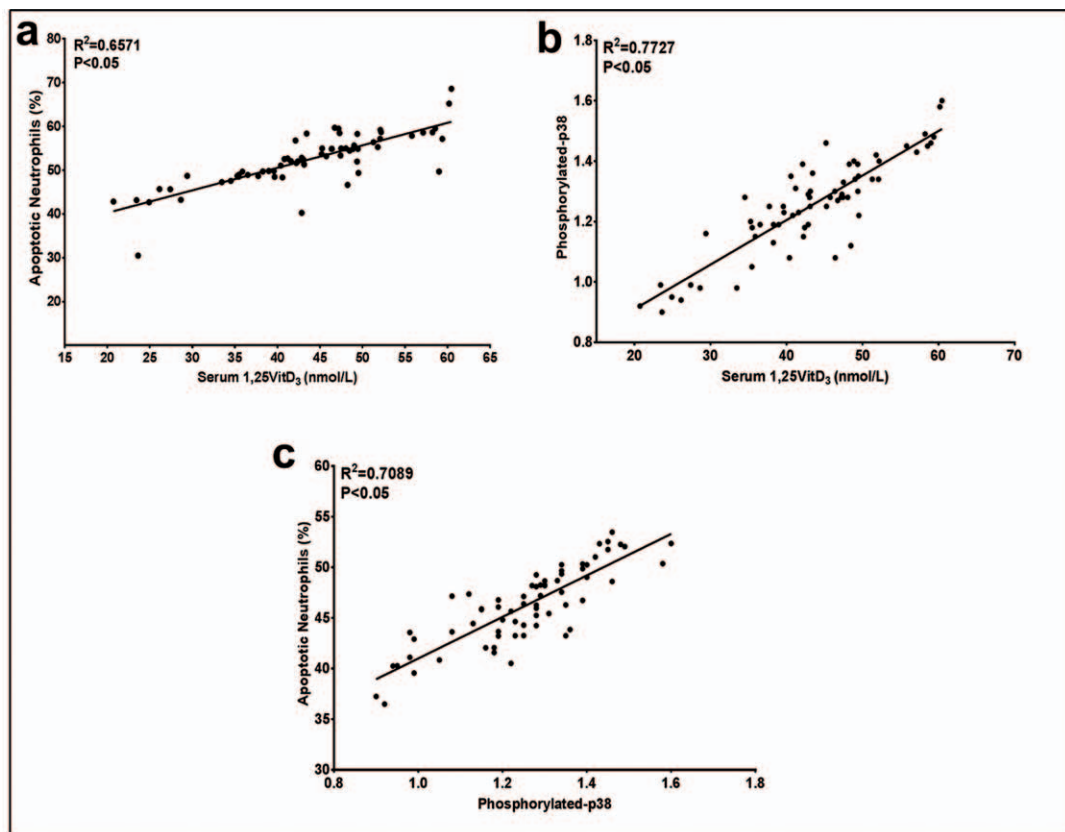 a
R²=0.6571
P<0.05
80
70
60
50
40
30
20
Apoptotic Neutrophils (%)
15 20 25 30 35 40 45 50 55 60 65
Serum 1,25VitD₃ (nmol/L)
b
R²=0.7727
P<0.05
1.8
1.6
1.4
1.2
1.0
0.8
Phosphorylated-p38
20 30 40 50 60 70
Serum 1,25VitD₃ (nmol/L)
c
R²=0.7089
P<0.05
60
55
50
45
40
35
30
Apoptotic Neutrophils (%)
0.8 1.0 1.2 1.4 1.6 1.8
Phosphorylated-p38